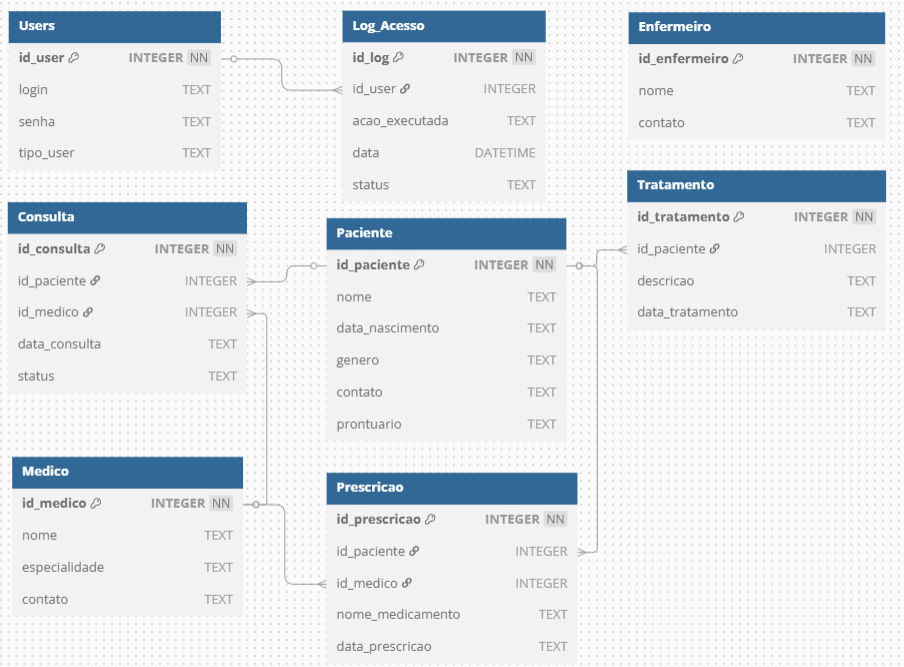 Users
id_user INTEGER NN
login TEXT
senha TEXT
tipo_user TEXT
Log_Acesso
id_log INTEGER NN
id_user INTEGER
acao_executada TEXT
data DATETIME
status TEXT
Enfermeiro
id_enfermeiro INTEGER NN
nome TEXT
contato TEXT
Consulta
id_consulta INTEGER NN
id_paciente INTEGER
id_medico INTEGER
data_consulta TEXT
status TEXT
Paciente
id_paciente INTEGER NN
nome TEXT
data_nascimento TEXT
genero TEXT
contato TEXT
prontuario TEXT
Tratamento
id_tratamento INTEGER NN
id_paciente INTEGER
descricao TEXT
data_tratamento TEXT
Medico
id_medico INTEGER NN
nome TEXT
especialidade TEXT
contato TEXT
Prescricao
id_prescricao INTEGER NN
id_paciente INTEGER
id_medico INTEGER
nome_medicamento TEXT
data_prescricao TEXT